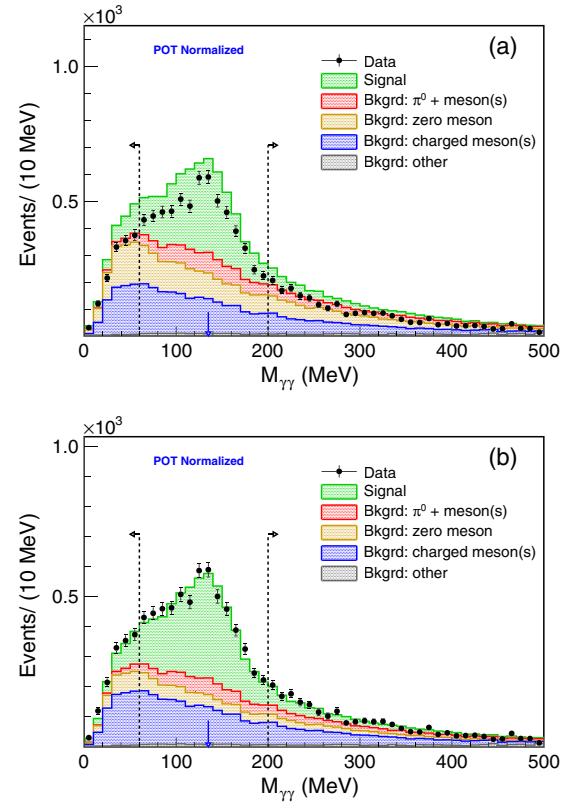 ×10³
POT Normalized
(a)
Data
Signal
Bkgrd: π⁰ + meson(s)
Bkgrd: zero meson
Bkgrd: charged meson(s)
Bkgrd: other
1.0
0.5
Events/ (10 MeV)
0 100 200 300 400 500
Mγγ (MeV)
×10³
POT Normalized
(b)
Data
Signal
Bkgrd: π⁰ + meson(s)
Bkgrd: zero meson
Bkgrd: charged meson(s)
Bkgrd: other
1.0
0.5
Events/ (10 MeV)
0 100 200 300 400 500
Mγγ (MeV)